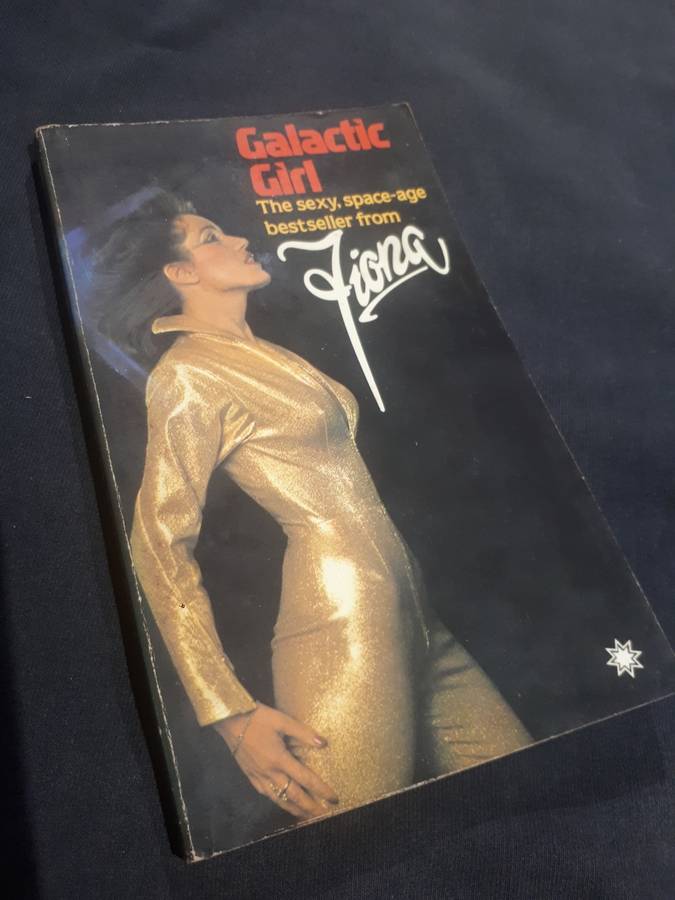 Galactic
Girl
The sexy, space-age
bestseller from
Fiona